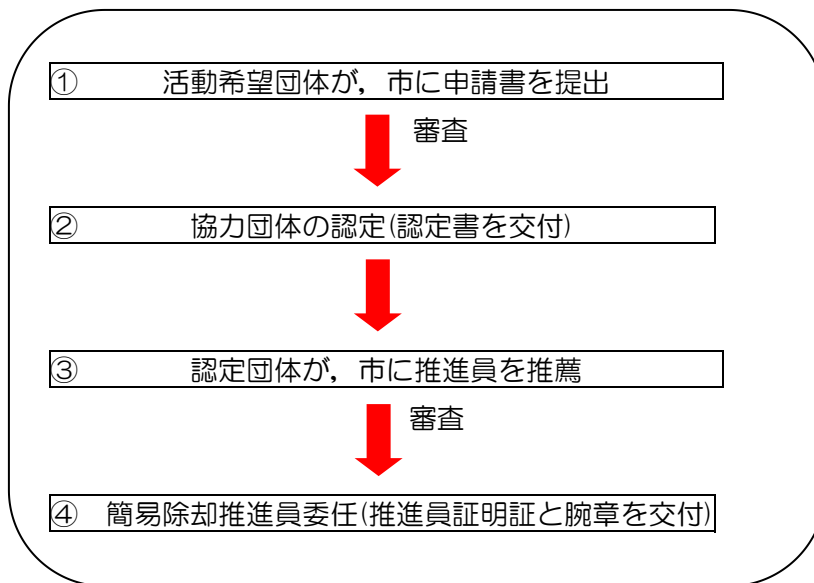 ① 活動希望団体が，市に申請書を提出
審査
② 協力団体の認定(認定書を交付)
③ 認定団体が，市に推進員を推薦
審査
④ 簡易除却推進員委任(推進員証明証と腕章を交付)